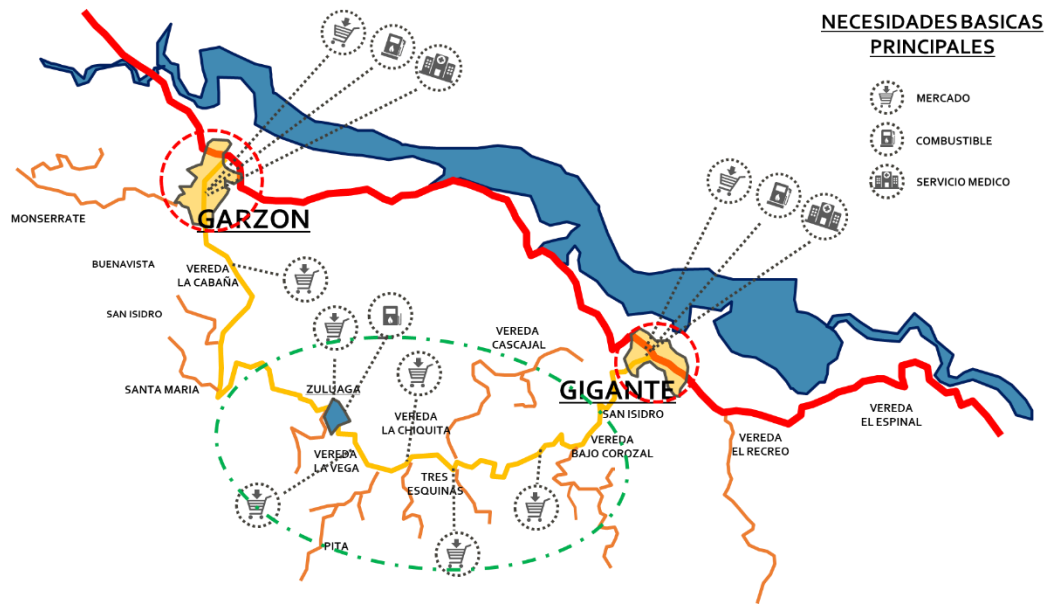 NECESIDADES BASICAS
PRINCIPALES
MERCADO
COMBUSTIBLE
SERVICIO MEDICO
GARZON
MONSERRATE
BUENAVISTA
VEREDA
LA CABAÑA
SAN ISIDRO
SANTA MARIA
ZULUAGA
VEREDA
CASCAJAL
GIGANTE
SAN ISIDRO
VEREDA
LA CHIQUITA
VEREDA
BAJO COROZAL
VEREDA
EL RECREO
VEREDA
EL ESPINAL
VEREDA
LA VEGA
TRES
ESQUINAS
PITA